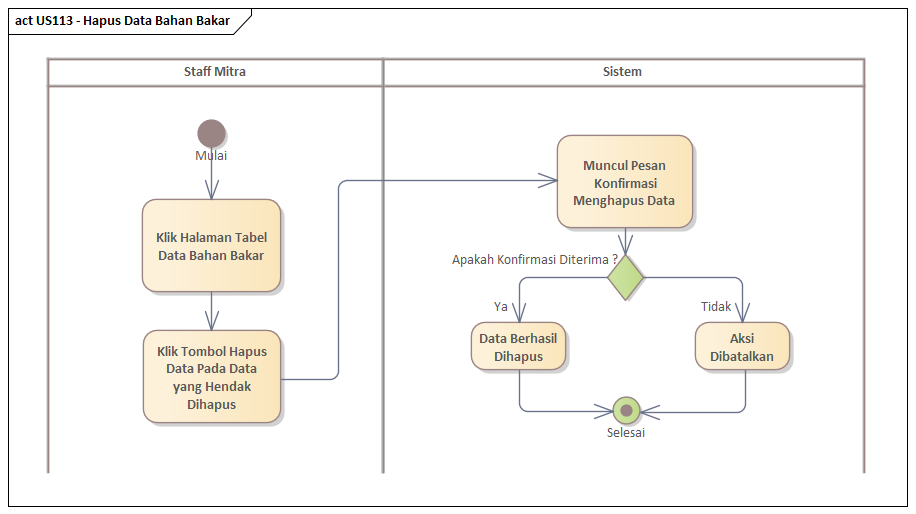 act US113 - Hapus Data Bahan Bakar
Staff Mitra
Sistem
Mulai
Klik Halaman Tabel
Data Bahan Bakar
Klik Tombol Hapus
Data Pada Data
yang Hendak
Dihapus
Muncul Pesan
Konfirmasi
Menghapus Data
Apakah Konfirmasi Diterima ?
Ya
Tidak
Data Berhasil
Dihapus
Aksi
Dibatalkan
Selesai